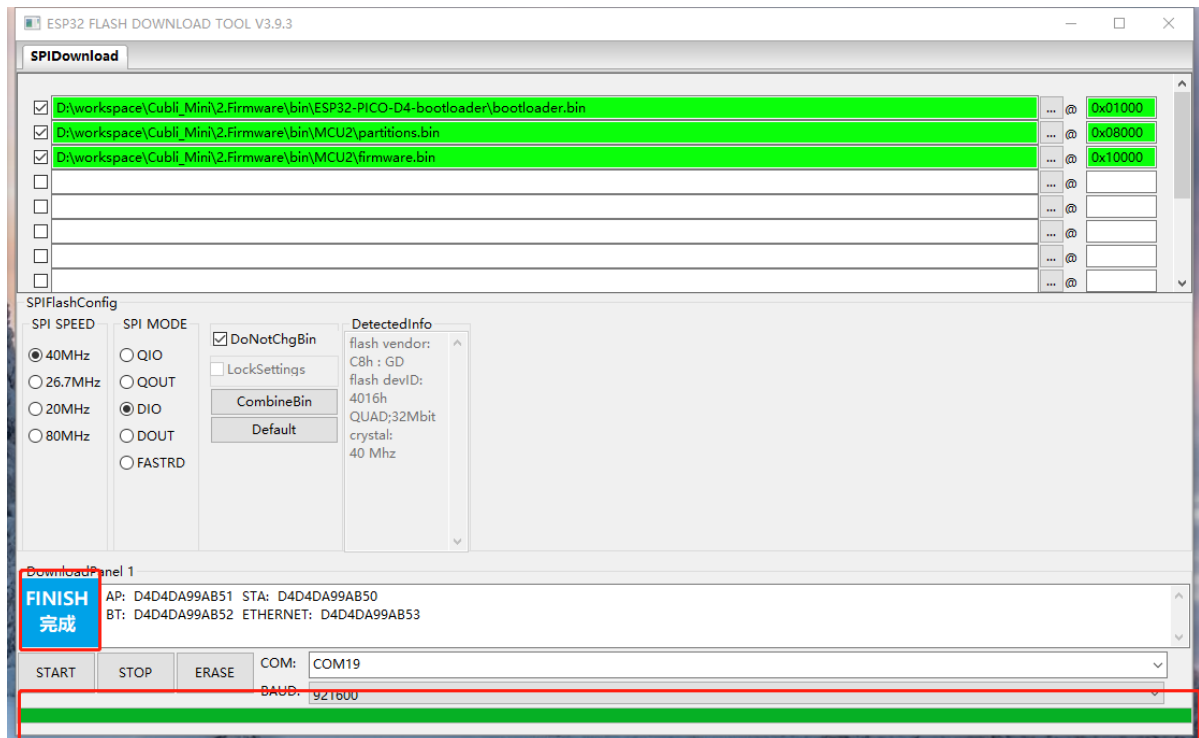 ESP32 FLASH DOWNLOAD TOOL V3.9.3
SPIDownload
D:\workspace\Cubli_Mini\2.Firmware\bin\ESP32-PICO-D4-bootloader\bootloader.bin ... @ 0x01000
D:\workspace\Cubli_Mini\2.Firmware\bin\MCU2\partitions.bin ... @ 0x08000
D:\workspace\Cubli_Mini\2.Firmware\bin\MCU2\firmware.bin ... @ 0x10000
... @
... @
... @
... @
... @
SPIFlashConfig
SPI SPEED
40MHz
26.7MHz
20MHz
80MHz
SPI MODE
QIO
QOUT
DIO
DOUT
FASTRD
DoNotChgBin
LockSettings
CombineBin
Default
DetectedInfo
flash vendor:
C8h : GD
flash devID:
4016h
QUAD;32Mbit
crystal:
40 Mhz
DownloadPanel 1
FINISH
完成
AP: D4D4DA99AB51 STA: D4D4DA99AB50
BT: D4D4DA99AB52 ETHERNET: D4D4DA99AB53
START STOP ERASE
COM: COM19
BAUD: 921600